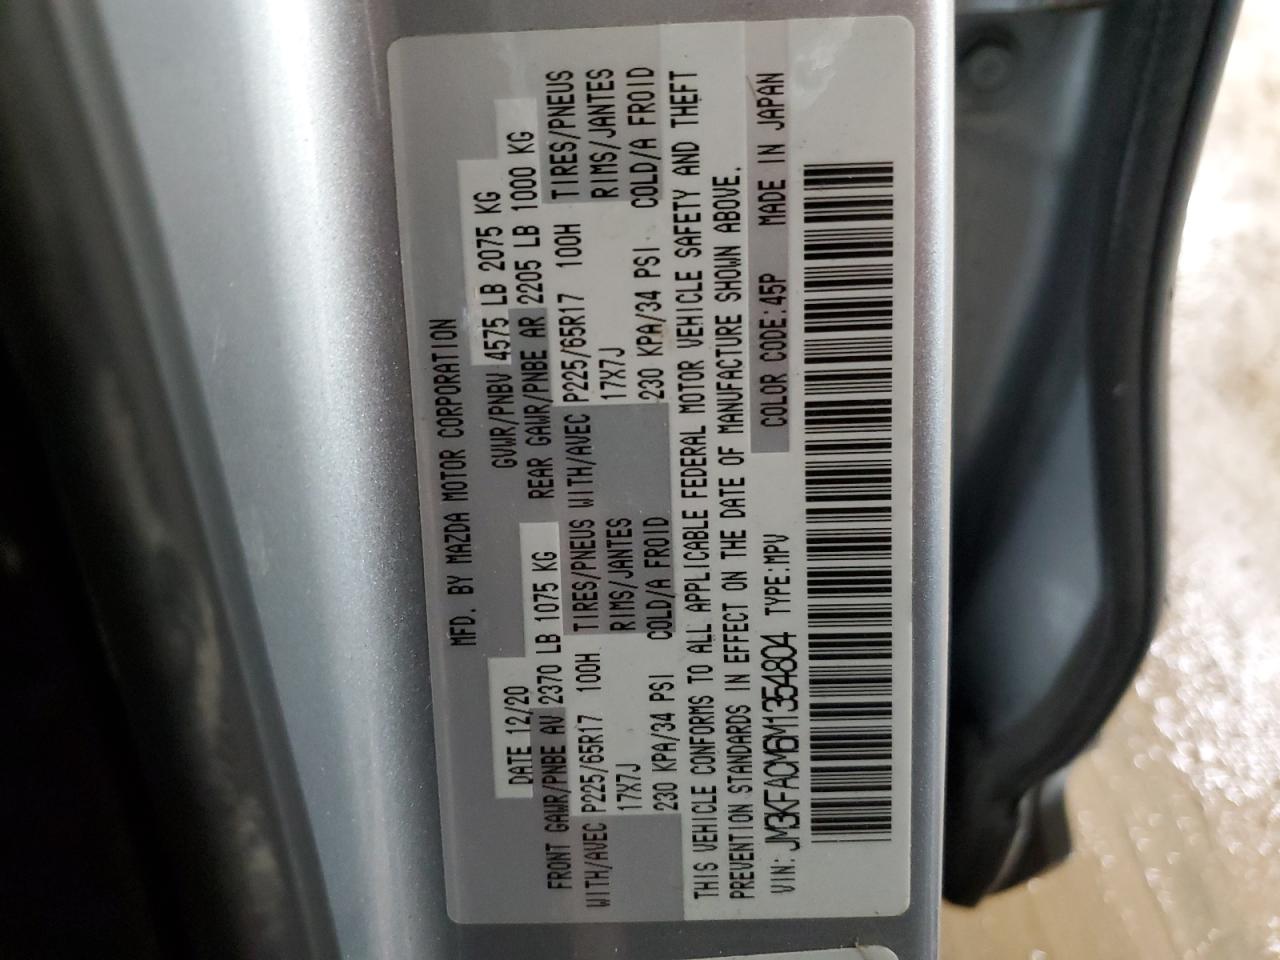 MFD. BY MAZDA MOTOR CORPORATION
DATE 12/20 GVWR/PNBV 4575 LB 2075 KG
FRONT GAWR/PNBE AV 2370 LB 1075 KG REAR GAWR/PNBE AR 2205 LB 1000 KG
WITH/AVEC P225/65R17 100H TIRES/PNEUS WITH/AVEC P225/65R17 100H TIRES/PNEUS
17X7J RIMS/JANTES 17X7J RIMS/JANTES
230 KPA/34 PSI COLD/A FROID 230 KPA/34 PSI COLD/A FROID
THIS VEHICLE CONFORMS TO ALL APPLICABLE FEDERAL MOTOR VEHICLE SAFETY AND THEFT
PREVENTION STANDARDS IN EFFECT ON THE DATE OF MANUFACTURE SHOWN ABOVE.
VIN: JM3KFACM6M1354804 TYPE:MPV COLOR CODE:45P MADE IN JAPAN